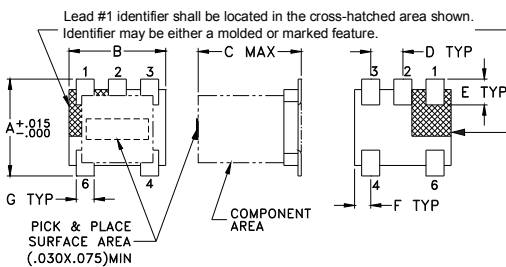 Lead #1 identifier shall be located in the cross-hatched area shown.
Identifier may be either a molded or marked feature.
B
C MAX
D TYP
1 2 3
3 2 1
E TYP
A+.015
-.000
6 4
4 6
G TYP
F TYP
PICK & PLACE
SURFACE AREA
(.030X.075)MIN
COMPONENT
AREA